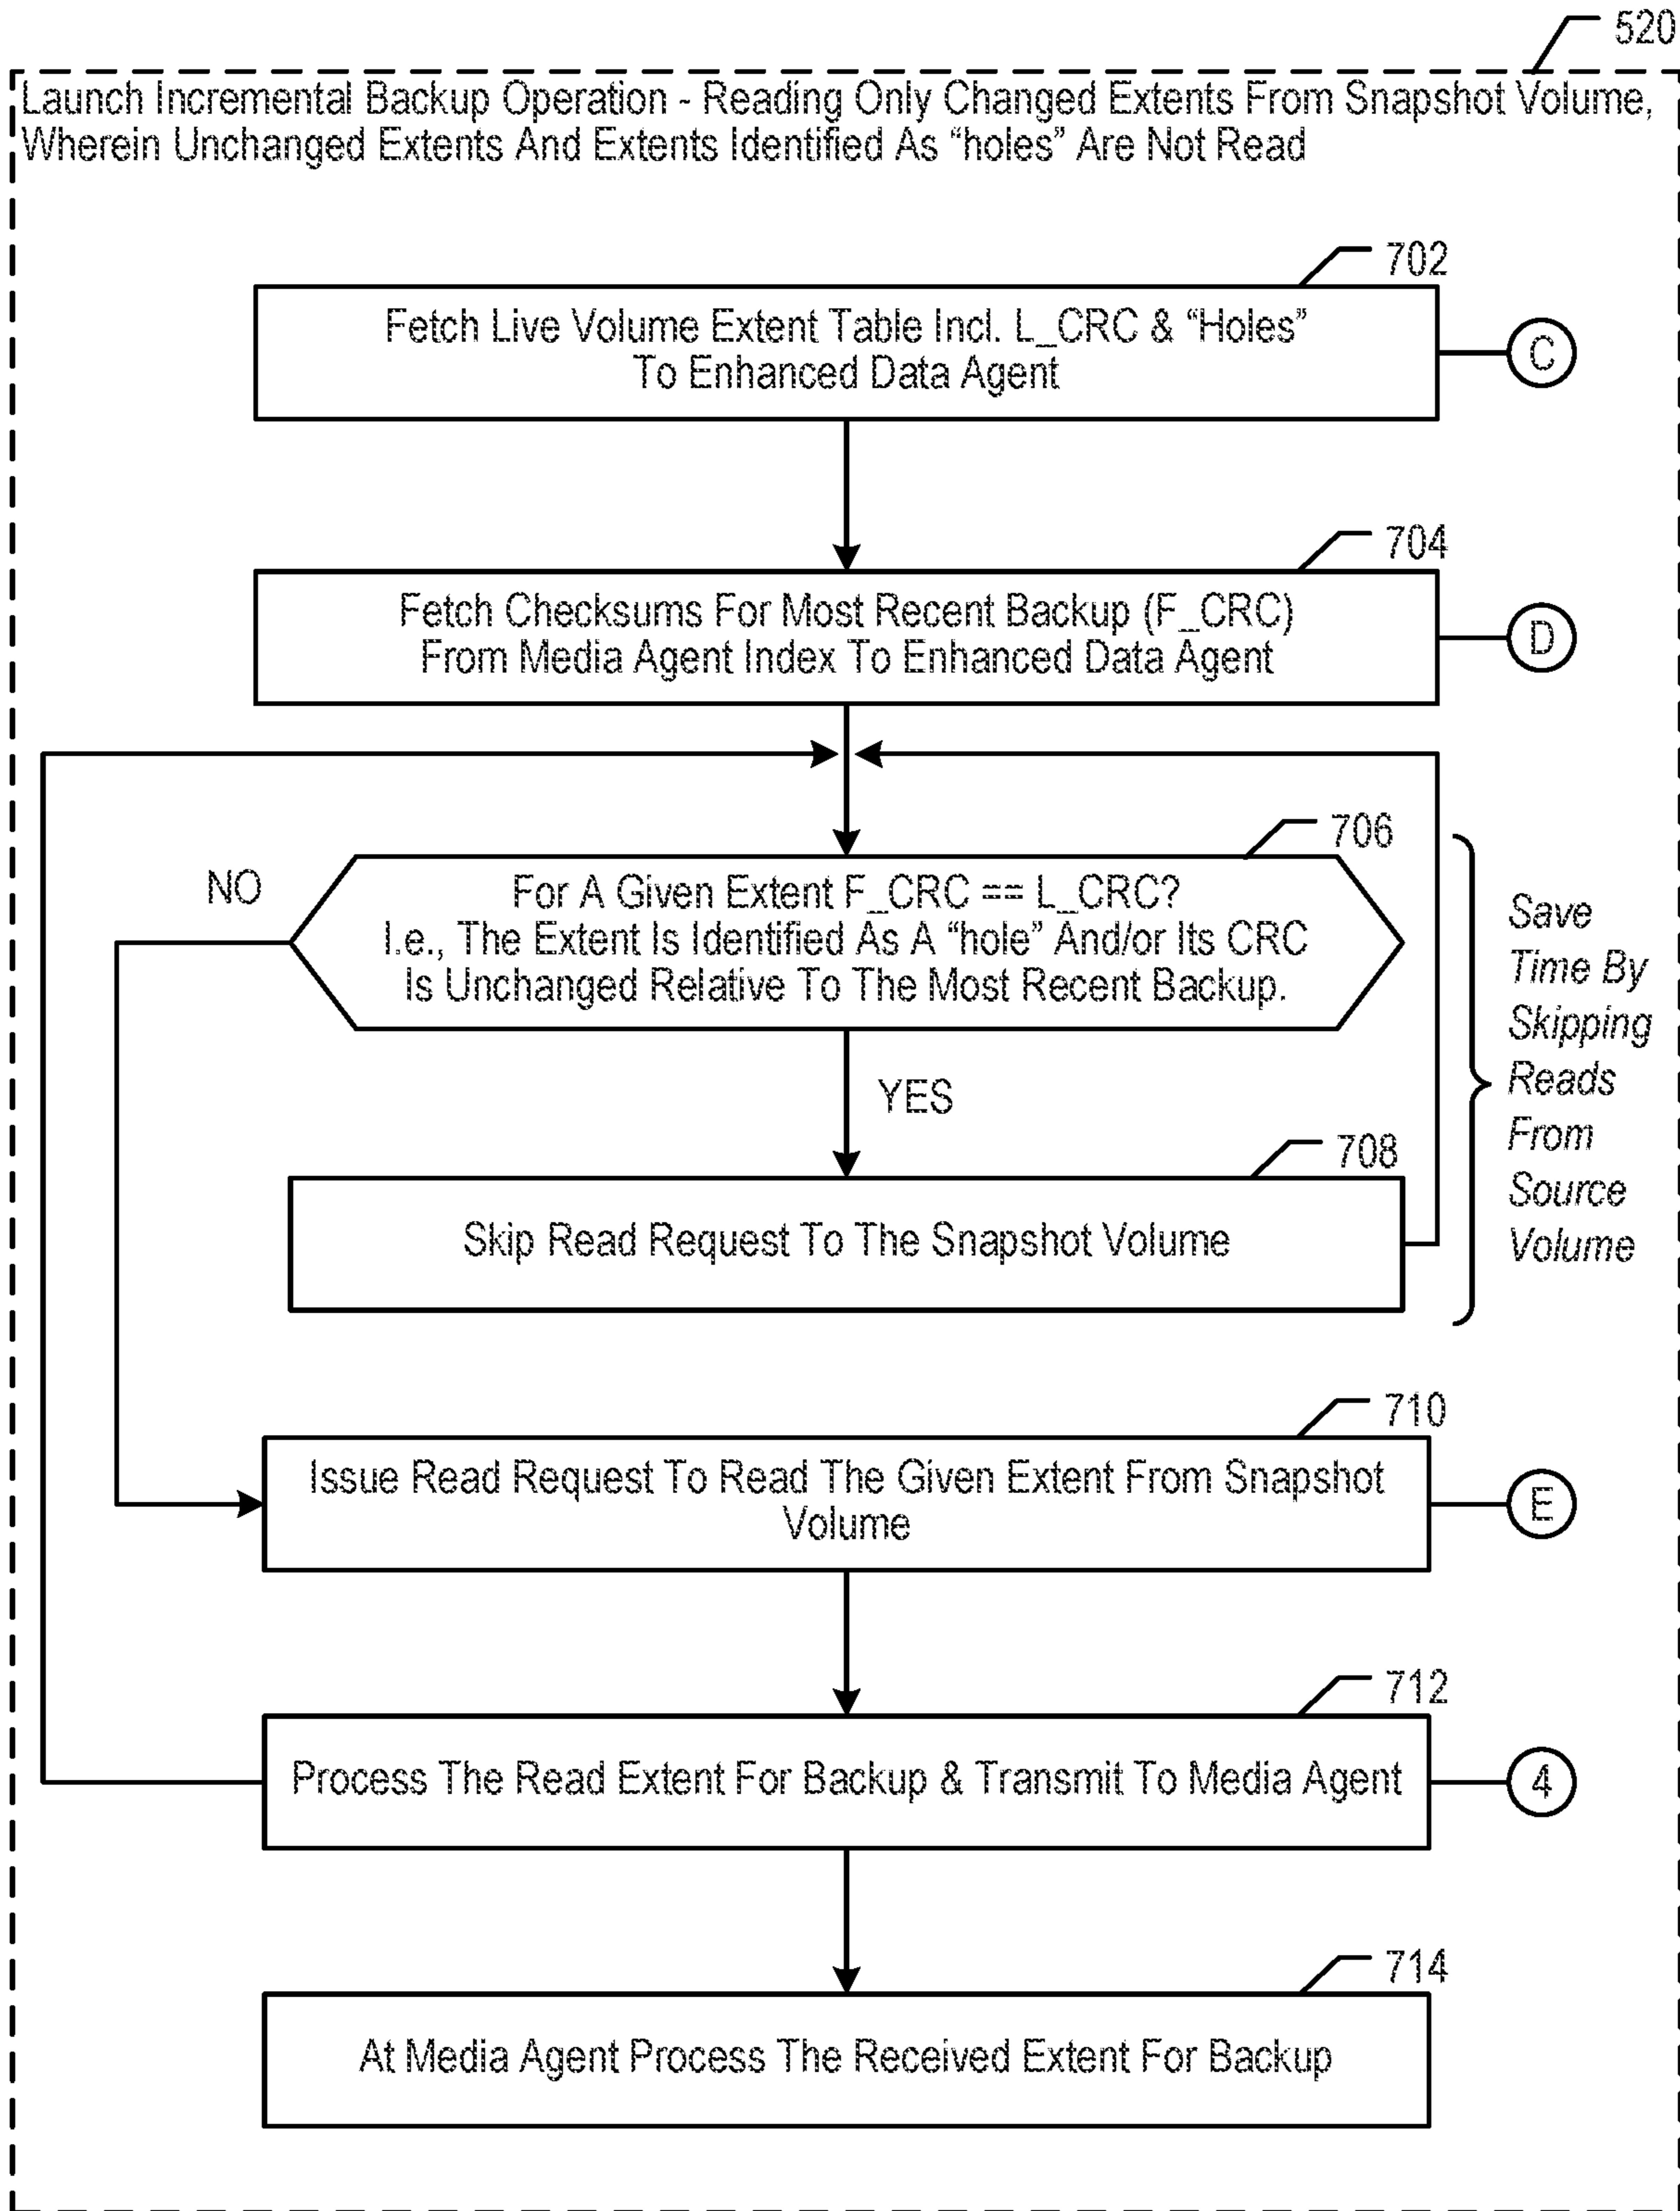 520
Launch Incremental Backup Operation - Reading Only Changed Extents From Snapshot Volume,
Wherein Unchanged Extents And Extents Identified As “holes” Are Not Read
702
Fetch Live Volume Extent Table Incl. L_CRC & “Holes”
To Enhanced Data Agent
C
704
Fetch Checksums For Most Recent Backup (F_CRC)
From Media Agent Index To Enhanced Data Agent
D
706
NO
For A Given Extent F_CRC == L_CRC?
I.e., The Extent Is Identified As A “hole” And/or Its CRC
Is Unchanged Relative To The Most Recent Backup.
YES
708
Skip Read Request To The Snapshot Volume
Save
Time By
Skipping
Reads
From
Source
Volume
710
Issue Read Request To Read The Given Extent From Snapshot
Volume
E
712
Process The Read Extent For Backup & Transmit To Media Agent
4
714
At Media Agent Process The Received Extent For Backup